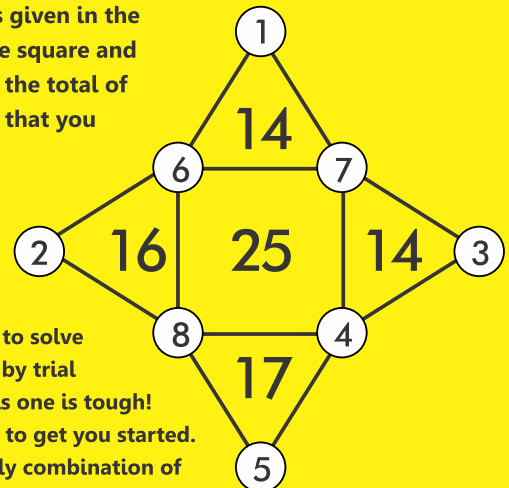 s given in the
1
e square and
the total of
that you
14
6 7
2 16 25 14 3
to solve
8 4
by trial
17
s one is tough!
to get you started.
5
ly combination of